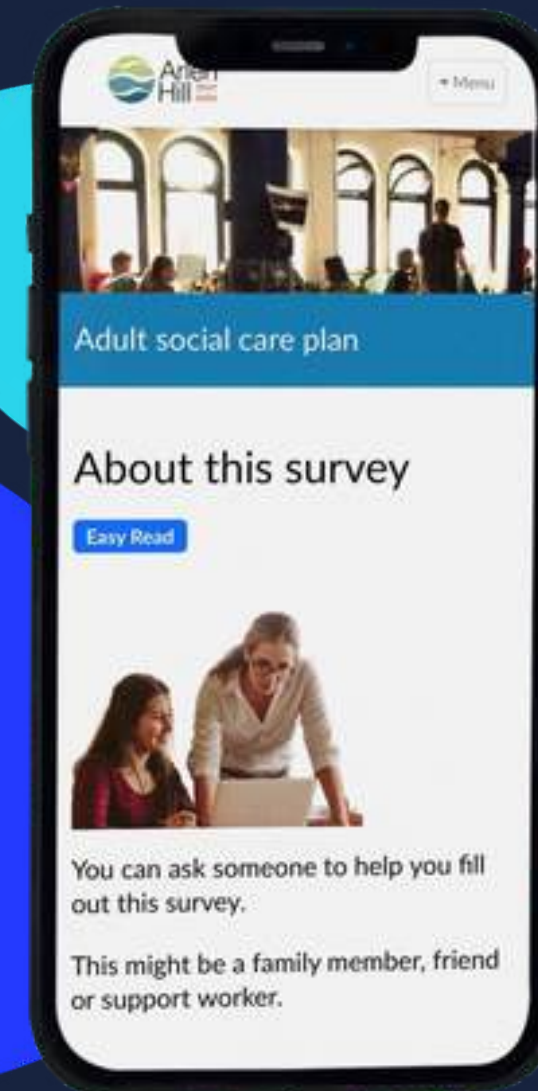 Hill
Menu
Adult social care plan
About this survey
Easy Read
You can ask someone to help you fill
out this survey.
This might be a family member, friend
or support worker.